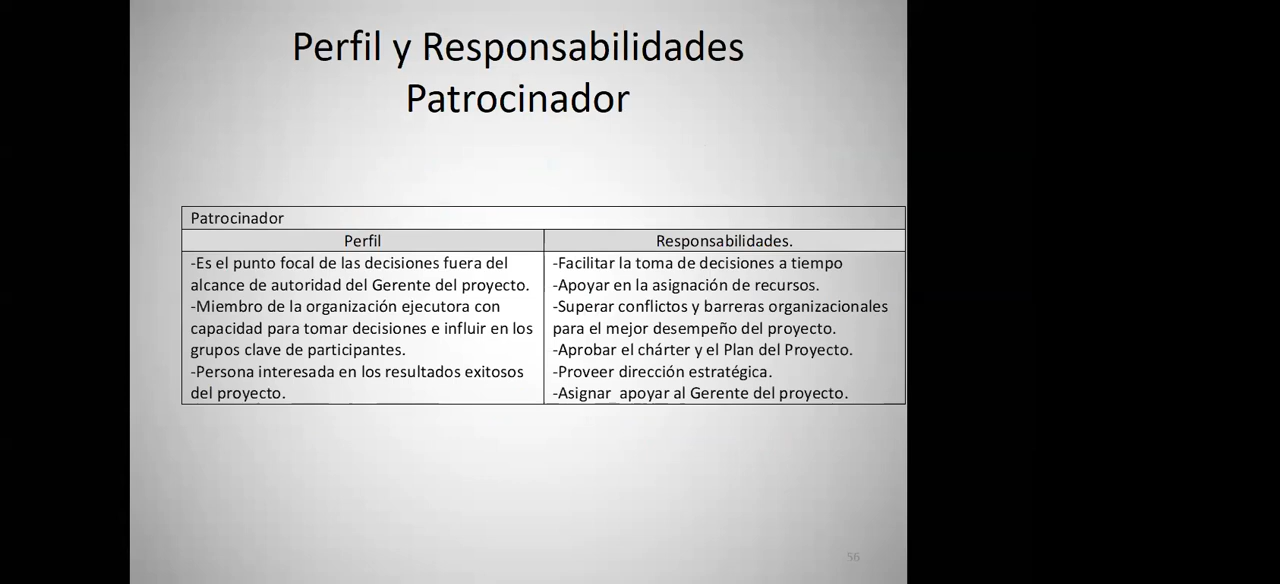 Perfil y Responsabilidades
Patrocinador
Patrocinador
Perfil
Responsabilidades.
-Es el punto focal de las decisiones fuera del
alcance de autoridad del Gerente del proyecto.
-Miembro de la organización ejecutora con
capacidad para tomar decisiones e influir en los
grupos clave de participantes.
-Persona interesada en los resultados exitosos
del proyecto.
-Facilitar la toma de decisiones a tiempo
-Apoyar en la asignación de recursos.
-Superar conflictos y barreras organizacionales
para el mejor desempeño del proyecto.
-Aprobar el chárter y el Plan del Proyecto.
-Proveer dirección estratégica.
-Asignar  apoyar al Gerente del proyecto.
56